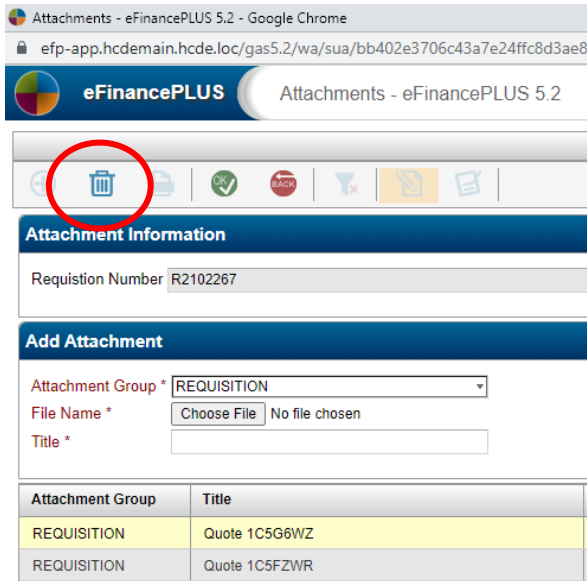 Attachments - eFinancePLUS 5.2 - Google Chrome
efp-app.hcdemain.hcde.loc/gas5.2/wa/sua/bb402e3706c43a7e24ffc8d3ae8
eFinancePLUS Attachments - eFinancePLUS 5.2
OK BACK
Attachment Information
Requistion Number R2102267
Add Attachment
Attachment Group * REQUISITION
File Name * Choose File No file chosen
Title *
Attachment Group Title
REQUISITION Quote 1C5G6WZ
REQUISITION Quote 1C5FZWR